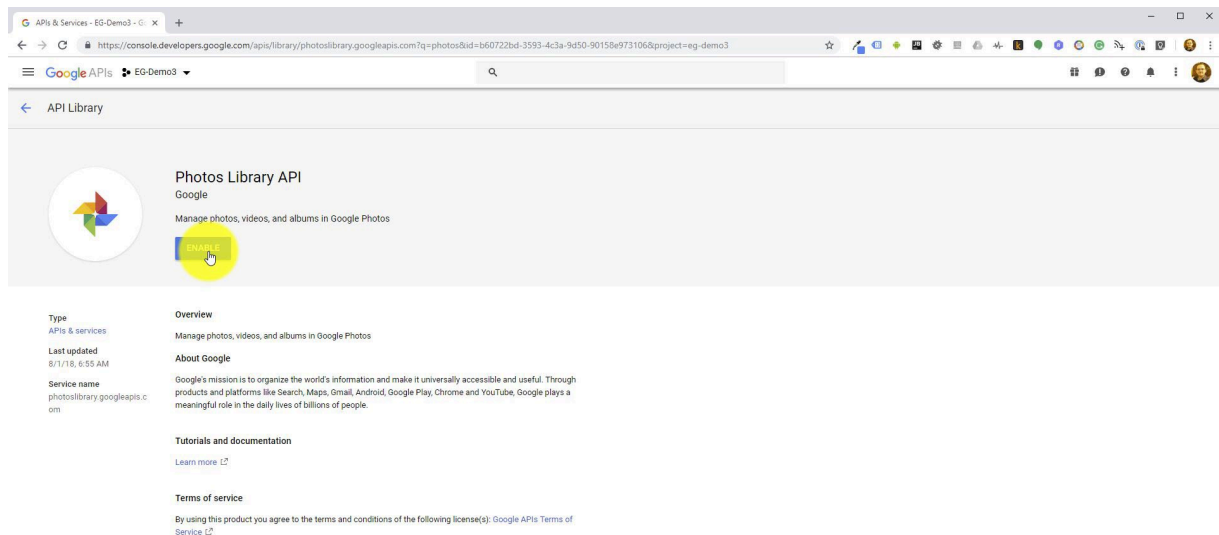 APIs & Services - EG-Demo3 - G
https://console.developers.google.com/apis/library/photoslibrary.googleapis.com?q=photos&id=b60722bd-3593-4c3a-9d50-90158e973106&project=eg-demo3
Google APIs EG-Demo3
API Library
Photos Library API
Google
Manage photos, videos, and albums in Google Photos
ENABLE
Type
APIs & services
Last updated
8/1/18, 6:55 AM
Service name
photoslibrary.googleapis.c
om
Overview
Manage photos, videos, and albums in Google Photos
About Google
Google's mission is to organize the world's information and make it universally accessible and useful. Through
products and platforms like Search, Maps, Gmail, Android, Google Play, Chrome and YouTube, Google plays a
meaningful role in the daily lives of billions of people.
Tutorials and documentation
Learn more
Terms of service
By using this product you agree to the terms and conditions of the following license(s): Google APIs Terms of
Service